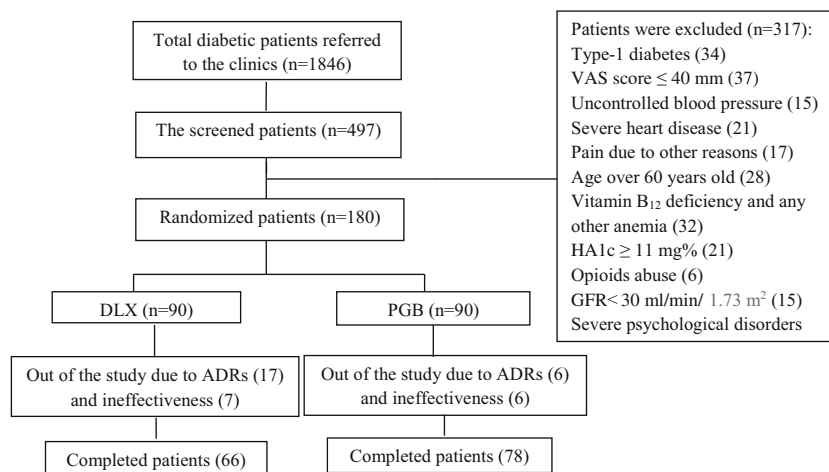 Total diabetic patients referred
to the clinics (n=1846)
The screened patients (n=497)
Patients were excluded (n=317):
Type-1 diabetes (34)
VAS score ≤ 40 mm (37)
Uncontrolled blood pressure (15)
Severe heart disease (21)
Pain due to other reasons (17)
Age over 60 years old (28)
Vitamin B₁₂ deficiency and any
other anemia (32)
HA1c ≥ 11 mg% (21)
Opioids abuse (6)
GFR< 30 ml/min/ 1.73 m² (15)
Severe psychological disorders
Randomized patients (n=180)
DLX (n=90)
PGB (n=90)
Out of the study due to ADRs (17)
and ineffectiveness (7)
Out of the study due to ADRs (6)
and ineffectiveness (6)
Completed patients (66)
Completed patients (78)